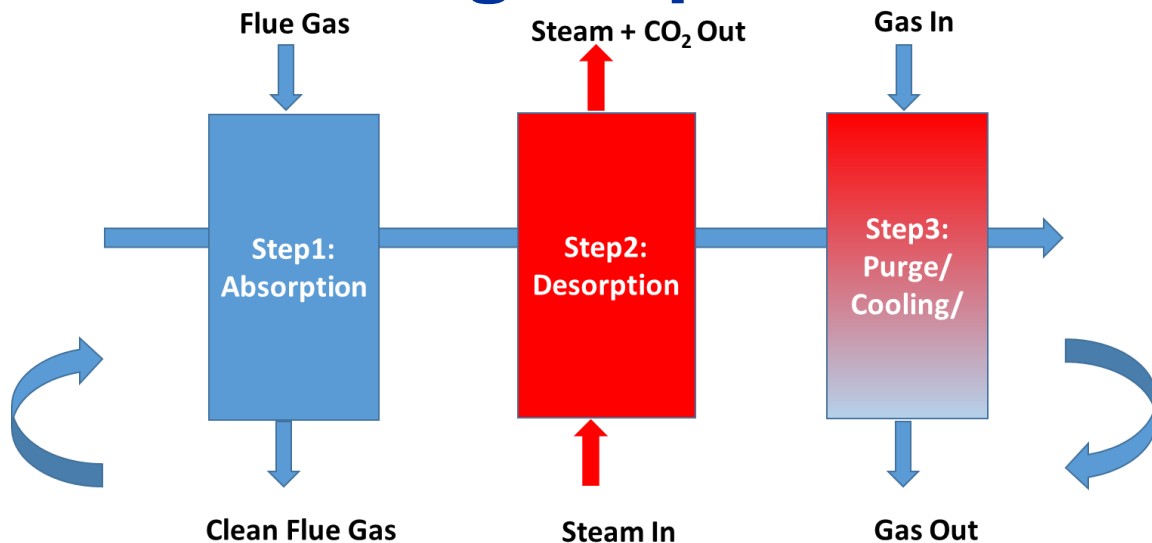 Flue Gas
Steam + CO₂ Out
Gas In
Step1:
Absorption
Step2:
Desorption
Step3:
Purge/
Cooling/
Clean Flue Gas
Steam In
Gas Out